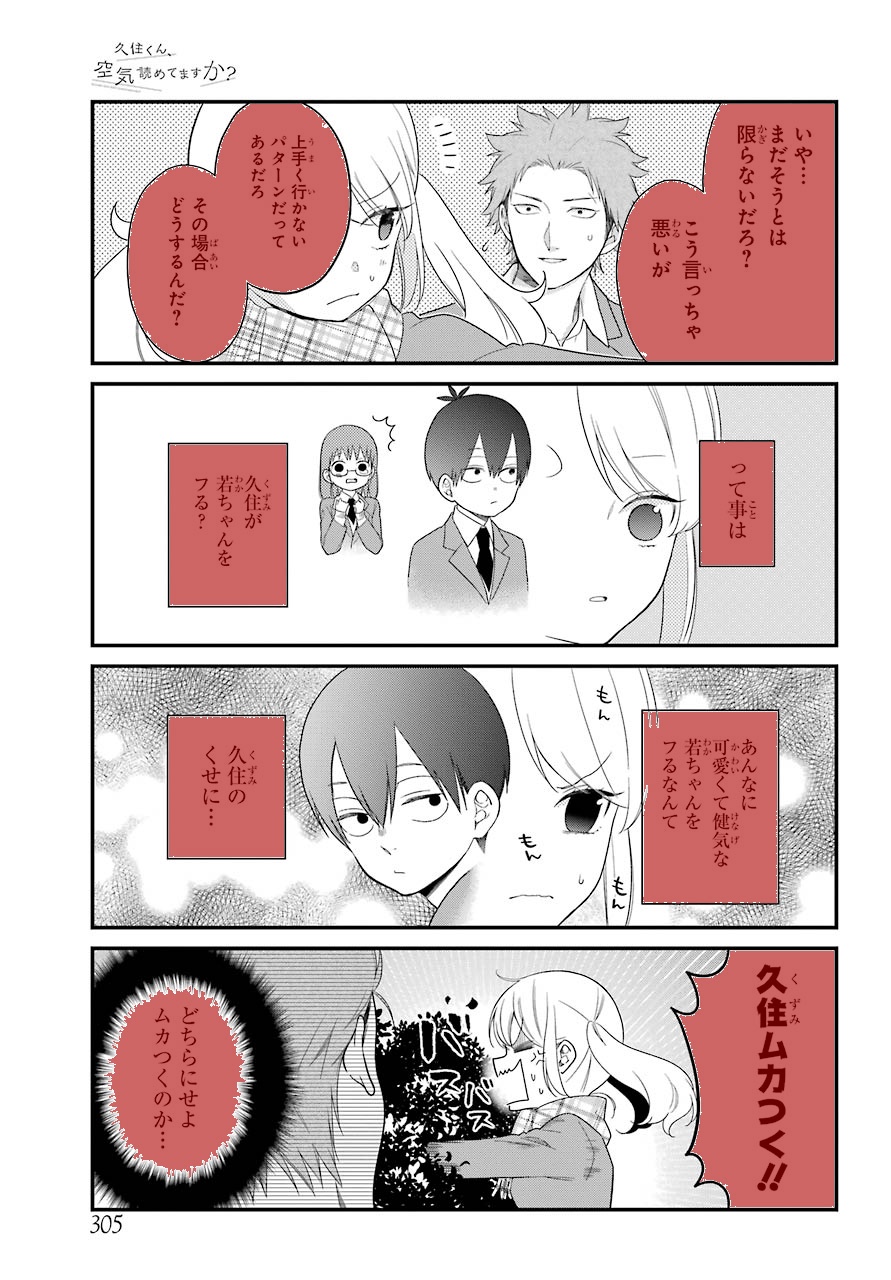 久住くん、
空気読めてますか？
いや…
まだそうとは
限らないだろ？
こう言っちゃ
悪いが
上手く行かない
パターンだって
あるだろ
その場合
どうするんだ？
って事は
久住が
若ちゃんを
フる？
あんなに
可愛くて健気な
若ちゃんを
フるなんて
もん
もん
もん
久住の
くせに…
久住ムカつく!!
バス
バス
どちらにせよ
ムカつくのか…
305